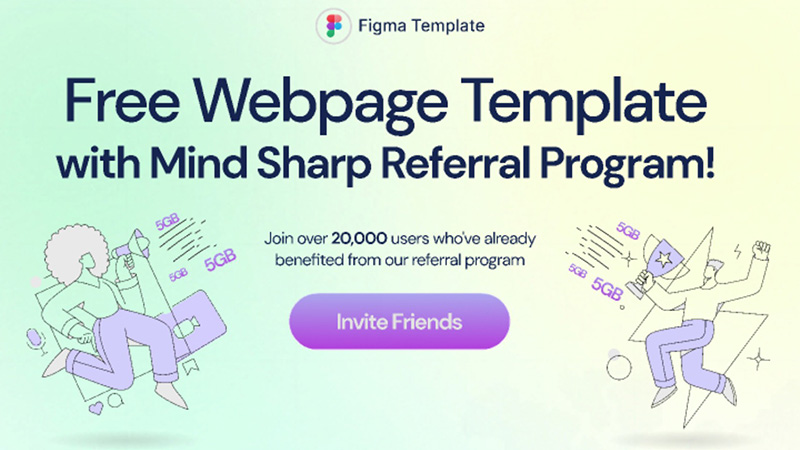 Figma Template
Free Webpage Template
with Mind Sharp Referral Program!
5GB
5GB
5GB
Join over 20,000 users who've already
benefited from our referral program
5GB
5GB
5GB
Invite Friends